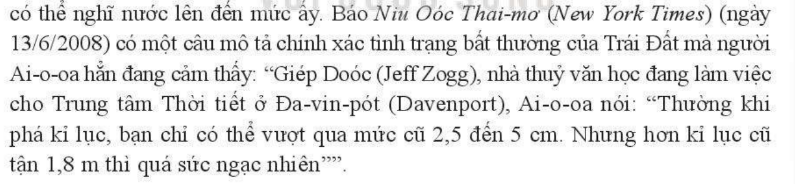 có thể nghĩ nước lên đến mức ấy. Báo Niu Oóc Thai-mơ (New York Times) (ngày
13/6/2008) có một câu mô tả chính xác tình trạng bất thường của Trái Đất mà người
Ai-o-oa hẳn đang cảm thấy: “Giép Doóc (Jeff Zogg), nhà thuỷ văn học đang làm việc
cho Trung tâm Thời tiết ở Đa-vin-pót (Davenport), Ai-o-oa nói: “Thường khi
phá kỉ lục, bạn chỉ có thể vượt qua mức cũ 2,5 đến 5 cm. Nhưng hơn kỉ lục cũ
tận 1,8 m thì quá sức ngạc nhiên””.